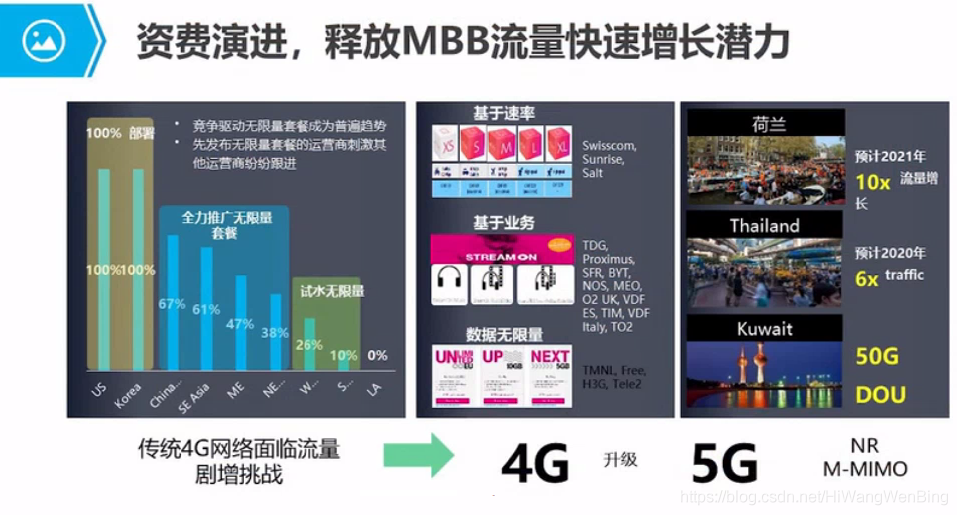 资费演进，释放MBB流量快速增长潜力
100% 部署
• 竞争驱动无限量套餐成为普遍趋势
• 先发布无限量套餐的运营商刺激其
他运营商纷纷跟进
全力推广无限量
套餐
试水无限量
100%
100%
67%
61%
47%
38%
26%
10%
0%
US
Korea
China...
SE Asia
ME
NE...
W...
S...
LA
基于速率
XS
S
M
L
XL
Swisscom,
Sunrise,
Salt
基于业务
STREAM ON
TDG,
Proximus,
SFR, BYT,
NOS, MEO,
O2 UK, VDF
ES, TIM, VDF
Italy, TO2
数据无限量
UP
NEXT
TMNL, Free,
H3G, Tele2
荷兰
预计2021年
10x 流量增
长
Thailand
预计2020年
6x traffic
Kuwait
50G
DOU
传统4G网络面临流量
剧增挑战
4G 升级
5G
NR
M-MIMO
https://blog.csdn.net/HiWangWenBing